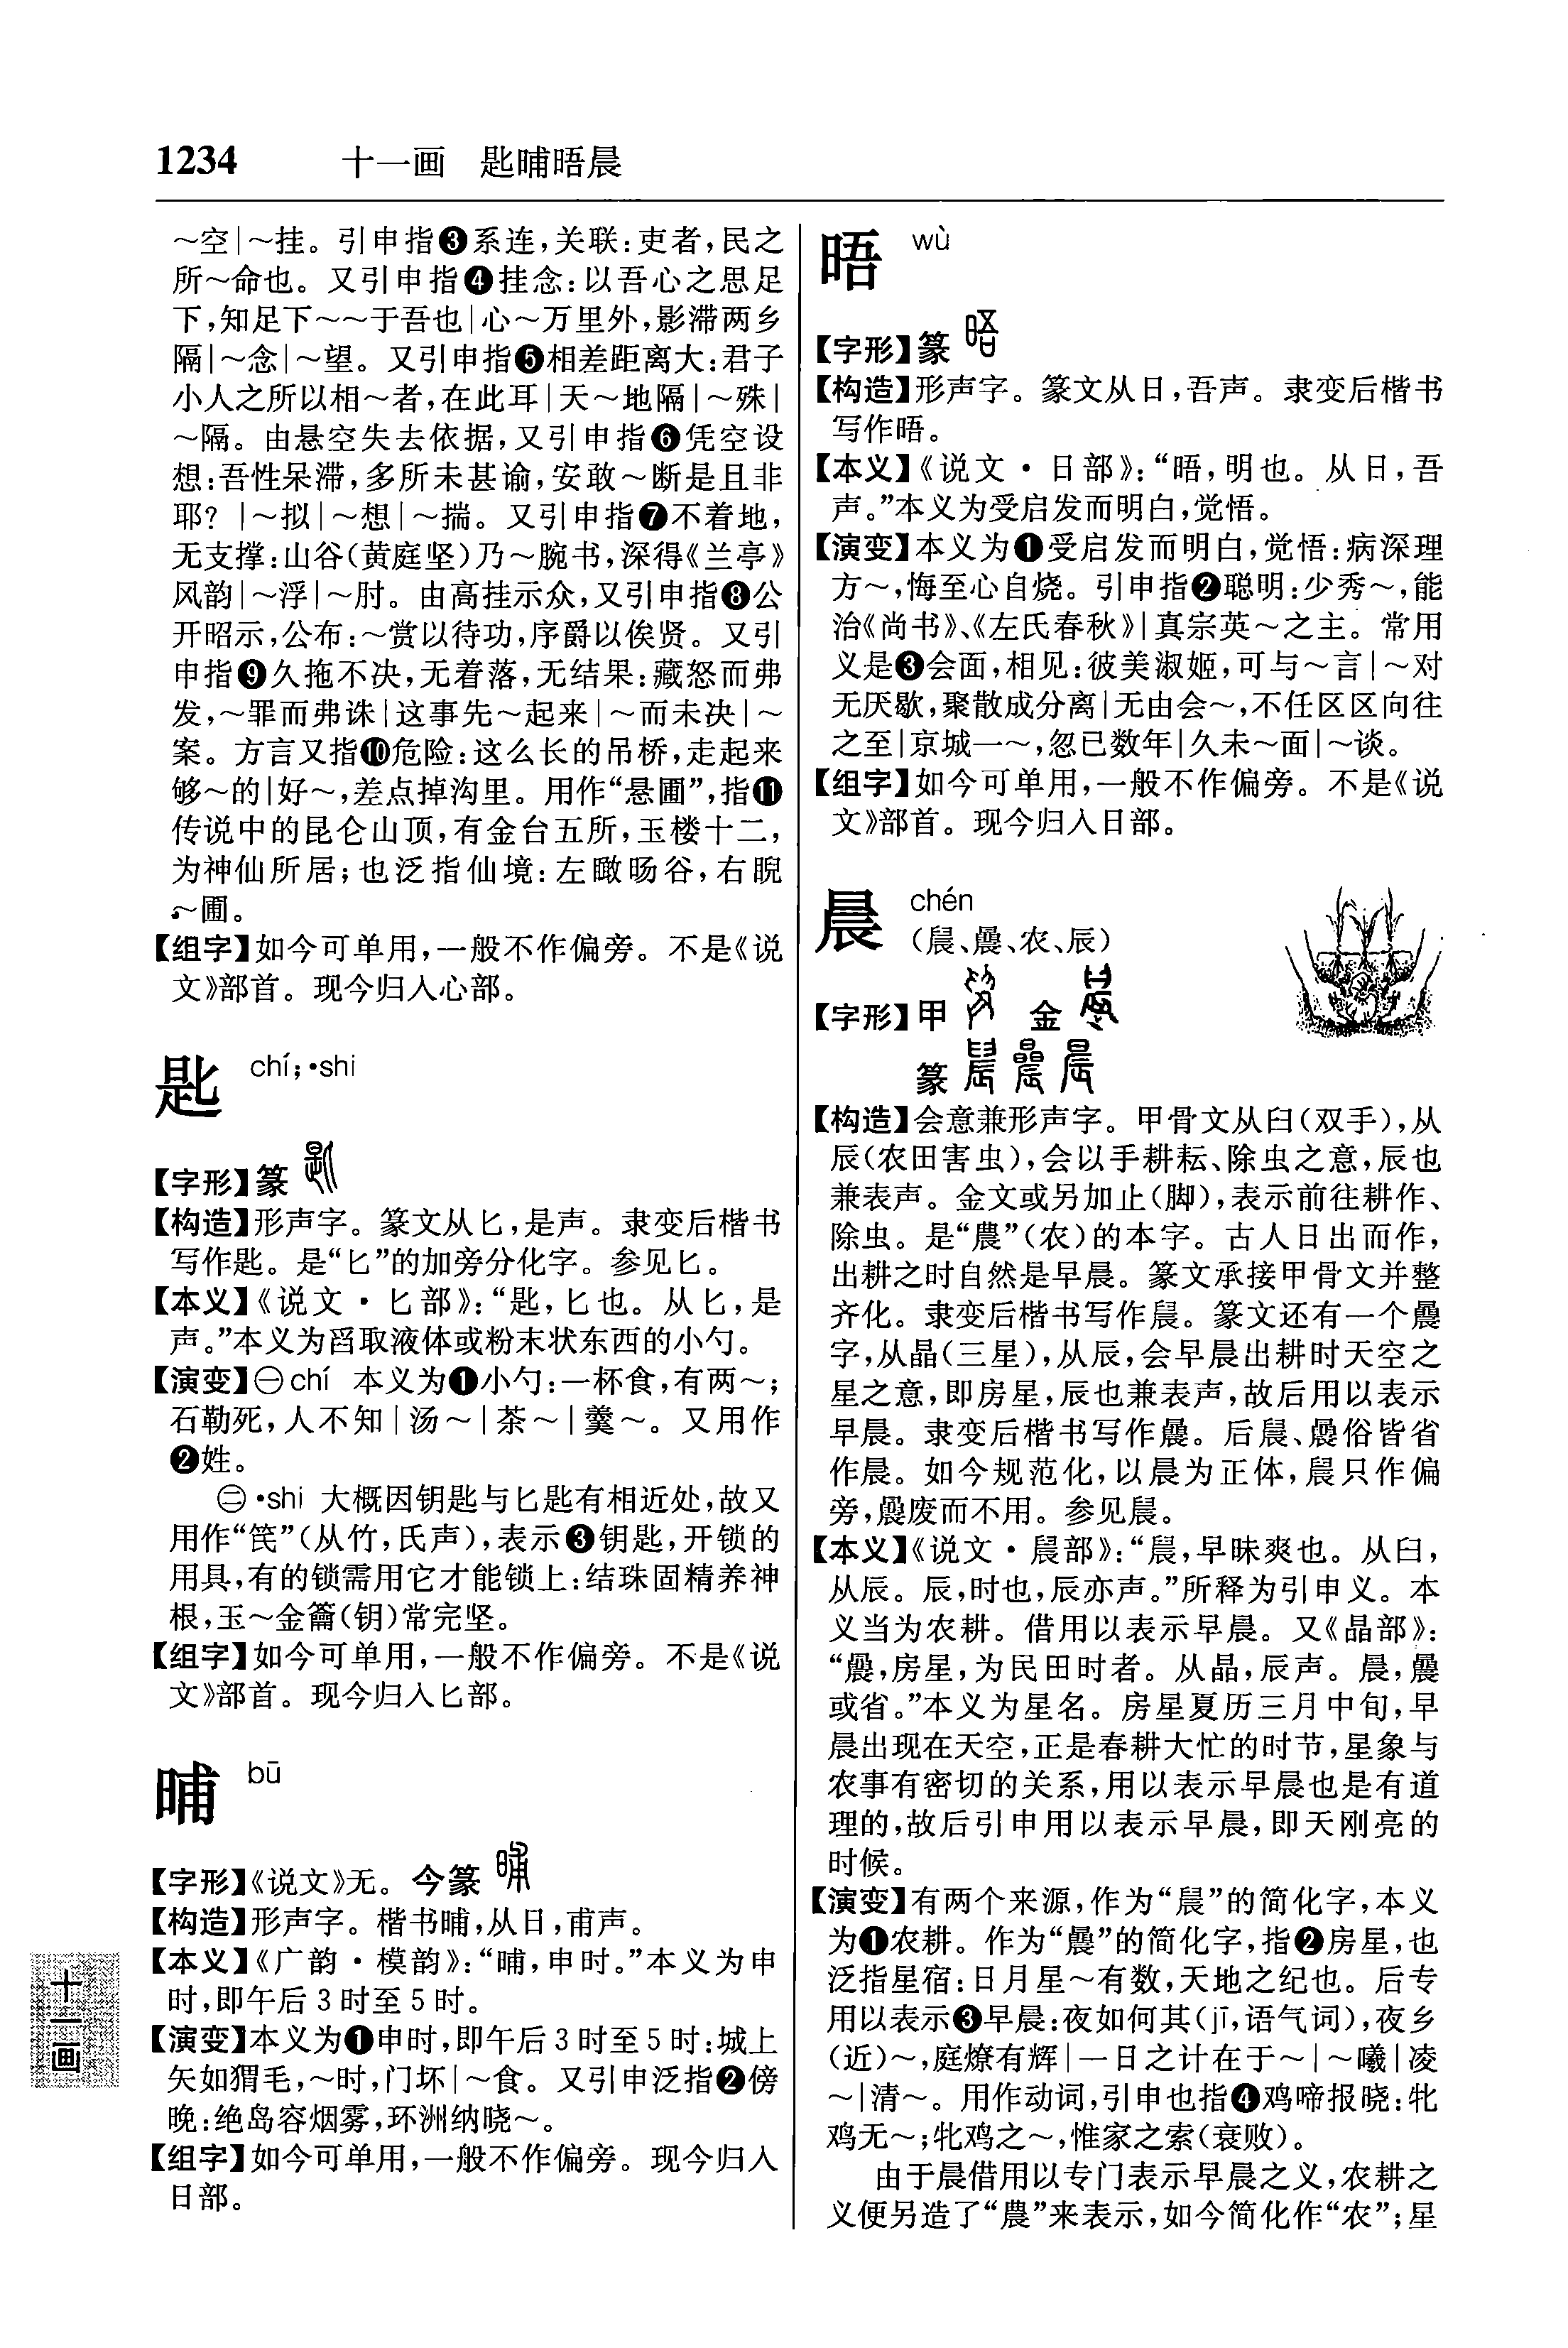 1234 十一画 匙晡晤晨
～空|～挂。引申指❸系连,关联:吏者,民之
所～命也。又引申指❹挂念:以吾心之思足
下,知足下～～于吾也|心～万里外,影滞两乡
隔|～念|～望。又引申指❺相差距离大:君子
小人之所以相～者,在此耳|天～地隔|～殊|
～隔。由悬空失去依据,又引申指❻凭空设
想:吾性呆滞,多所未甚谕,安敢～断是且非
耶?|～拟|～想|～揣。又引申指❼不着地,
无支撑:山谷(黄庭坚)乃～腕书,深得《兰亭》
风韵|～浮|～肘。由高挂示众,又引申指❽公
开昭示,公布:～赏以待功,序爵以俟贤。又引
申指❾久拖不决,无着落,无结果:藏怒而弗
发,～罪而弗诛|这事先～起来|～而未决|～
案。方言又指❿危险:这么长的吊桥,走起来
够～的|好～,差点掉沟里。用作“悬圃”,指⓫
传说中的昆仑山顶,有金台五所,玉楼十二,
为神仙所居;也泛指仙境:左瞰旸谷,右睨
～圃。
【组字】如今可单用,一般不作偏旁。不是《说
文》部首。现今归入心部。
匙 chí;·shi
【字形】篆
【构造】形声字。篆文从匕,是声。隶变后楷书
写作匙。是“匕”的加旁分化字。参见匕。
【本义】《说文·匕部》:“匙,匕也。从匕,是
声。”本义为舀取液体或粉末状东西的小勺。
【演变】㊀chí 本义为❶小勺:一杯食,有两～;
石勒死,人不知|汤～|茶～|羹～。又用作
❷姓。
㊁·shi 大概因钥匙与匕匙有相近处,故又
用作“笢”(从竹,氏声),表示❸钥匙,开锁的
用具,有的锁需用它才能锁上:结珠固精养神
根,玉～金籥(钥)常完坚。
【组字】如今可单用,一般不作偏旁。不是《说
文》部首。现今归入匕部。
晡 bū
【字形】《说文》无。今篆
【构造】形声字。楷书晡,从日,甫声。
【本义】《广韵·模韵》:“晡,申时。”本义为申
时,即午后3时至5时。
【演变】本义为❶申时,即午后3时至5时:城上
矢如猬毛,～时,门坏|～食。又引申泛指❷傍
晚:绝岛容烟雾,环洲纳晓～。
【组字】如今可单用,一般不作偏旁。现今归入
日部。
晤 wù
【字形】篆
【构造】形声字。篆文从日,吾声。隶变后楷书
写作晤。
【本义】《说文·日部》:“晤,明也。从日,吾
声。”本义为受启发而明白,觉悟。
【演变】本义为❶受启发而明白,觉悟:病深理
方～,悔至心自烧。引申指❷聪明:少秀～,能
治《尚书》、《左氏春秋》|真宗英～之主。常用
义是❸会面,相见:彼美淑姬,可与～言|～对
无厌歇,聚散成分离|无由会～,不任区区向往
之至|京城一～,忽已数年|久未～面|～谈。
【组字】如今可单用,一般不作偏旁。不是《说
文》部首。现今归入日部。
晨 chén
(䢅、曟、农、辰)
【字形】甲 金
篆
【构造】会意兼形声字。甲骨文从臼(双手),从
辰(农田害虫),会以手耕耘、除虫之意,辰也
兼表声。金文或另加止(脚),表示前往耕作、
除虫。是“農”(农)的本字。古人日出而作,
出耕之时自然是早晨。篆文承接甲骨文并整
齐化。隶变后楷书写作䢅。篆文还有一个曟
字,从晶(三星),从辰,会早晨出耕时天空之
星之意,即房星,辰也兼表声,故后用以表示
早晨。隶变后楷书写作曟。后䢅、曟俗皆省
作晨。如今规范化,以晨为正体,䢅只作偏
旁,曟废而不用。参见䢅。
【本义】《说文·䢅部》:“䢅,早昧爽也。从臼,
从辰。辰,时也,辰亦声。”所释为引申义。本
义当为农耕。借用以表示早晨。又《晶部》:
“曟,房星,为民田时者。从晶,辰声。晨,曟
或省。”本义为星名。房星夏历三月中旬,早
晨出现在天空,正是春耕大忙的时节,星象与
农事有密切的关系,用以表示早晨也是有道
理的,故后引申用以表示早晨,即天刚亮的
时候。
【演变】有两个来源,作为“䢅”的简化字,本义
为❶农耕。作为“曟”的简化字,指❷房星,也
泛指星宿:日月星～有数,天地之纪也。后专
用以表示❸早晨:夜如何其(jī,语气词),夜乡
(近)～,庭燎有辉|一日之计在于～|～曦|凌
～|清～。用作动词,引申也指❹鸡啼报晓:牝
鸡无～;牝鸡之～,惟家之索(衰败)。
由于晨借用以专门表示早晨之义,农耕之
义便另造了“農”来表示,如今简化作“农”;星
十一画